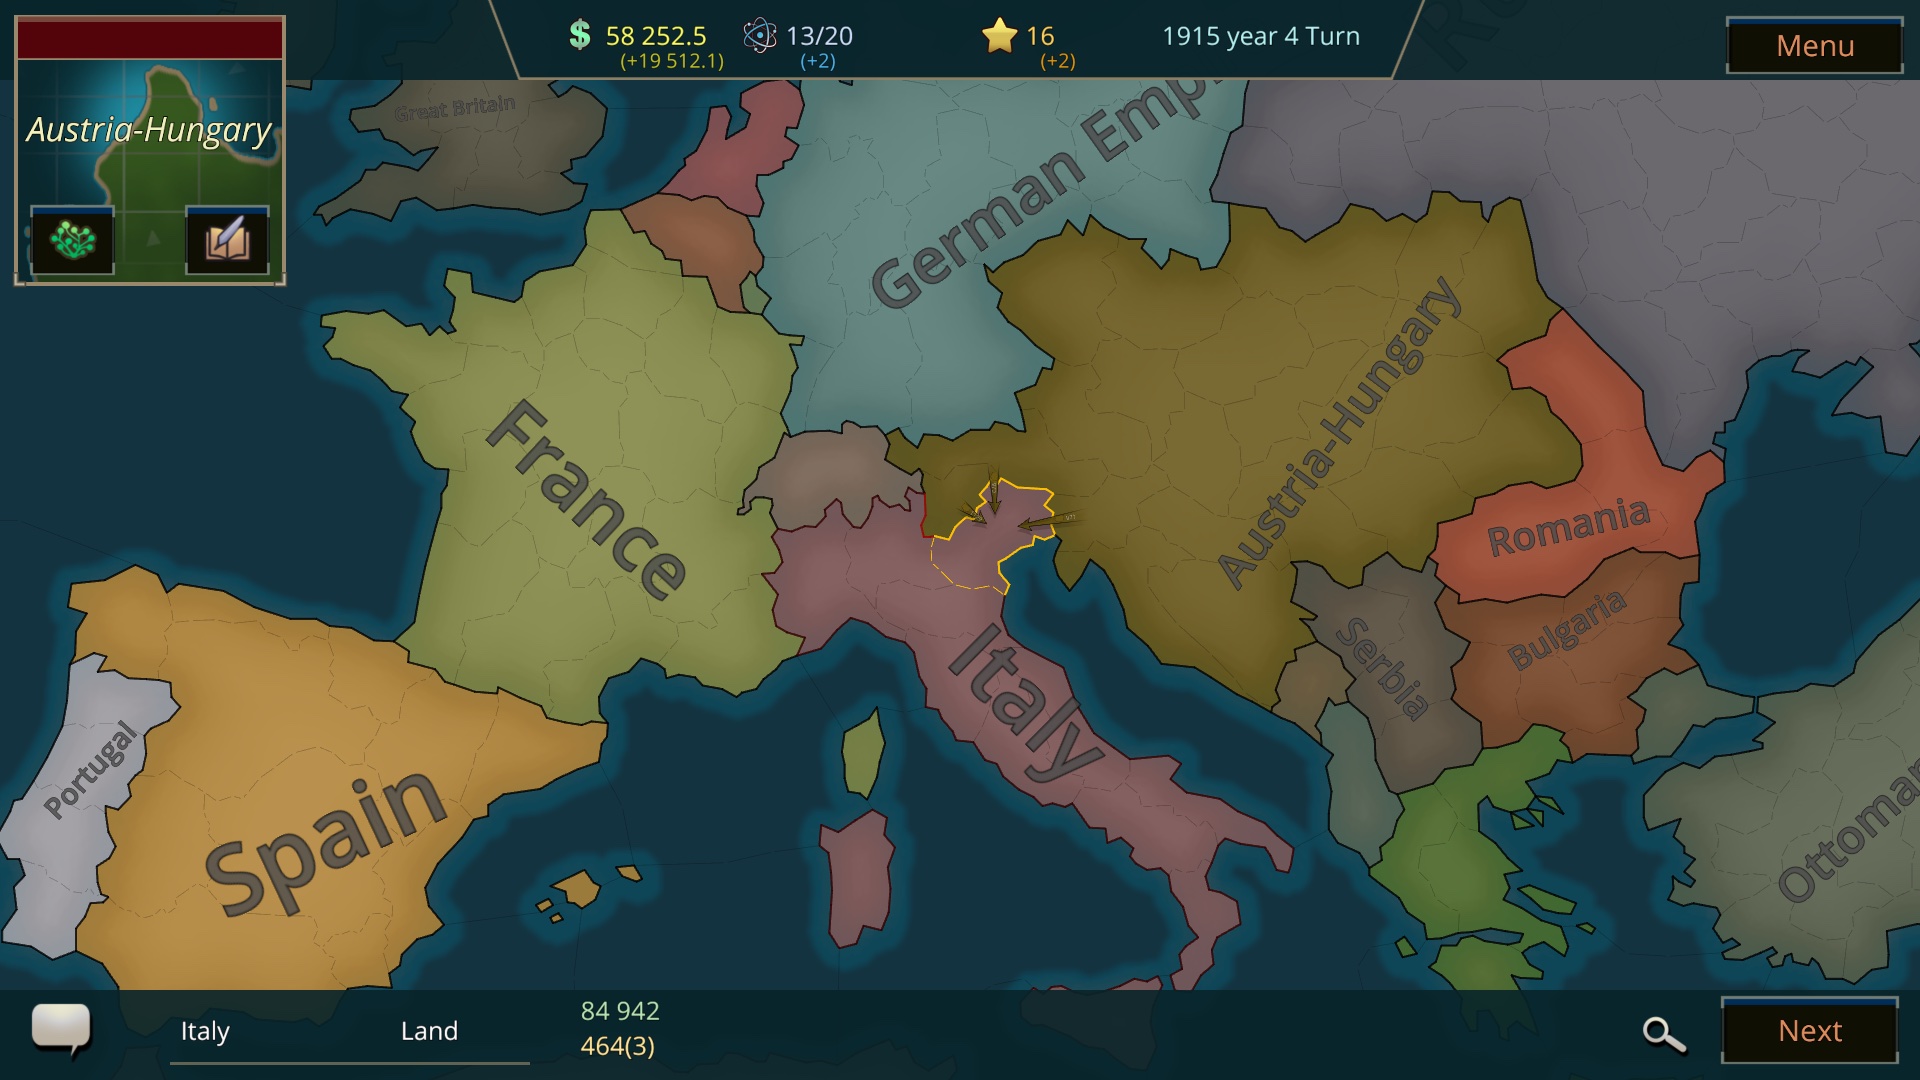 58 252.5
(+19 512.1)
13/20
(+2)
16
(+2)
1915 year 4 Turn
Menu
Austria-Hungary
Great Britain
German Emp
Austria-Hungary
France
Romania
Bulgaria
Serbia
Italy
Portugal
Spain
Ottoman
VII
Italy
Land
84 942
464(3)
Next